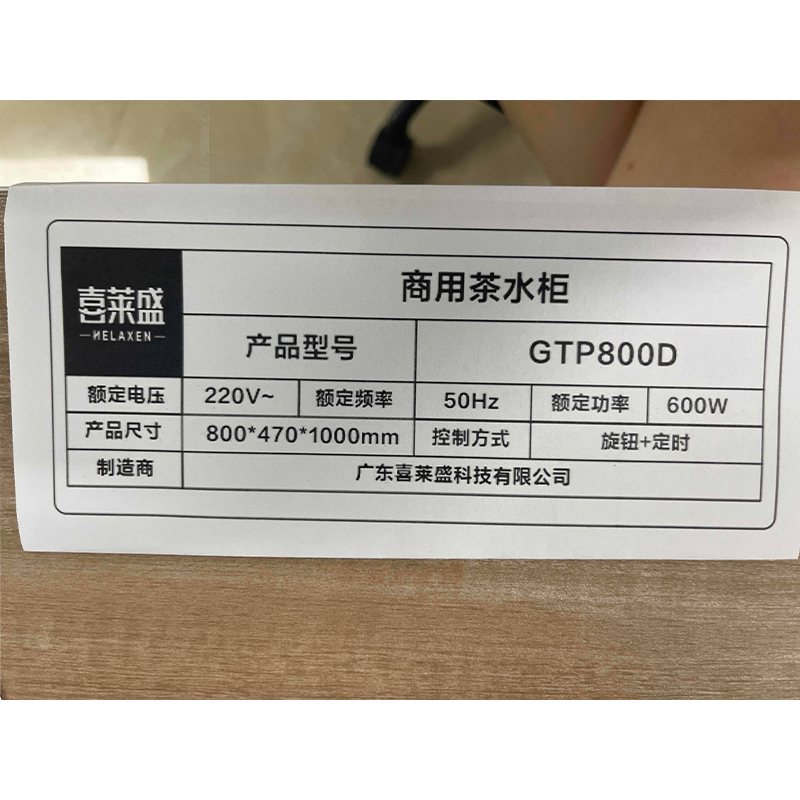 喜莱盛
HELAXEN
商用茶水柜
产品型号 GTP800D
额定电压 220V~ 额定频率 50Hz 额定功率 600W
产品尺寸 800*470*1000mm 控制方式 旋钮+定时
制造商 广东喜莱盛科技有限公司